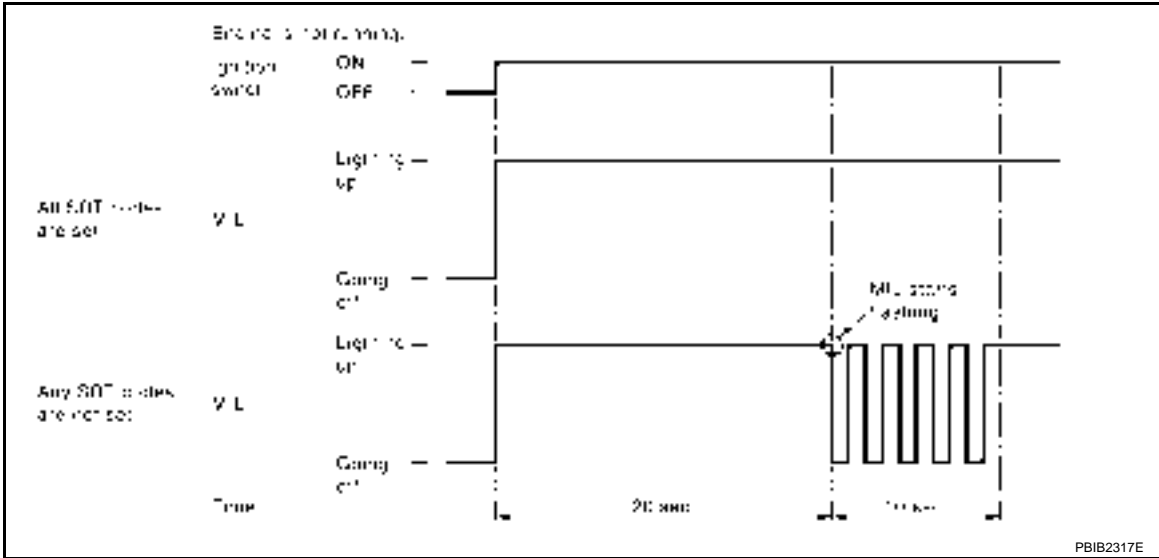 Engine is not running.
Ignition switch
ON
OFF
Lighting up
All SRT codes are set
MIL
Going off
MIL starts flashing
Lighting up
Any SRT codes are not set
MIL
Going off
Time
20 sec
10 sec
PBIB2317E